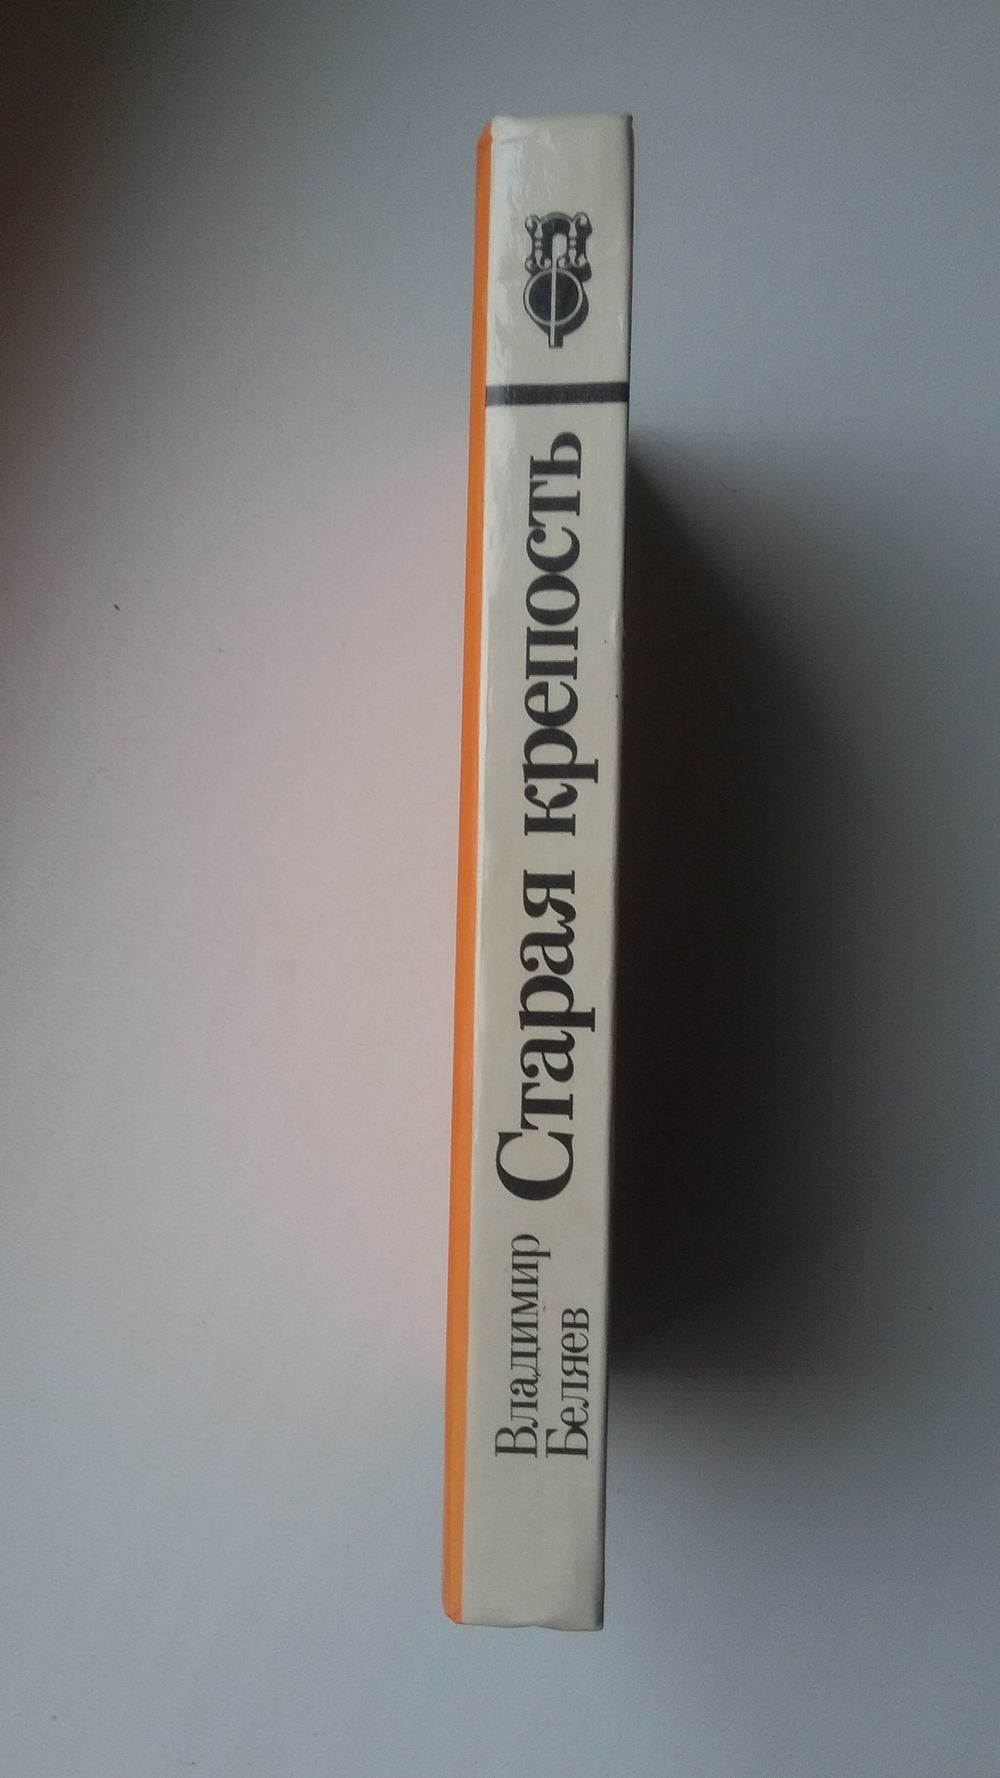 Владимир
Беляев
Старая крепость